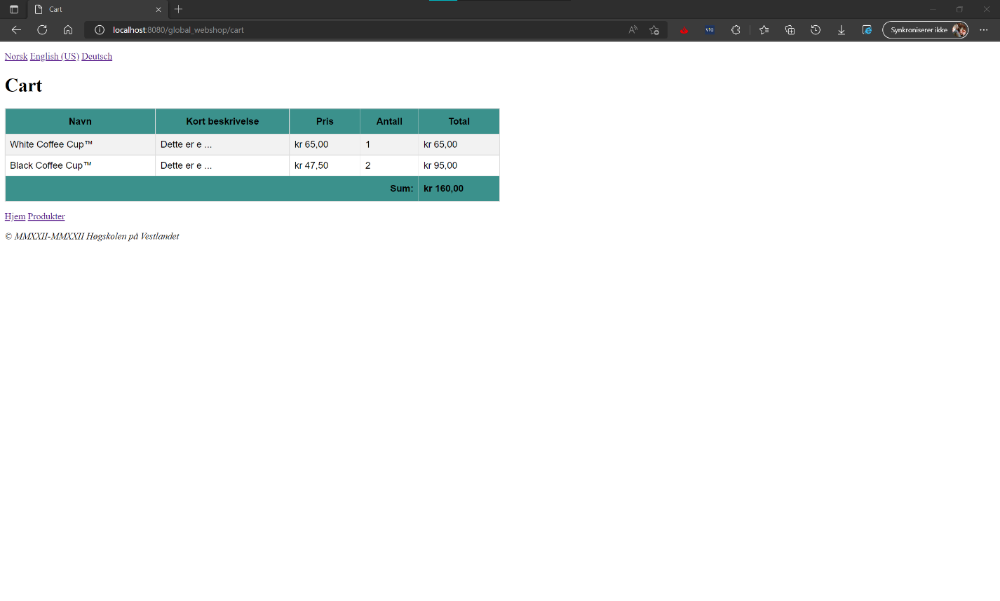 Cart
localhost:8080/global_webshop/cart
VTG
Synkroniserer ikke
Norsk English (US) Deutsch
Cart
Navn Kort beskrivelse Pris Antall Total
White Coffee Cup™ Dette er e ... kr 65,00 1 kr 65,00
Black Coffee Cup™ Dette er e ... kr 47,50 2 kr 95,00
Sum: kr 160,00
Hjem Produkter
© MMXXII-MMXXII Høgskolen på Vestlandet